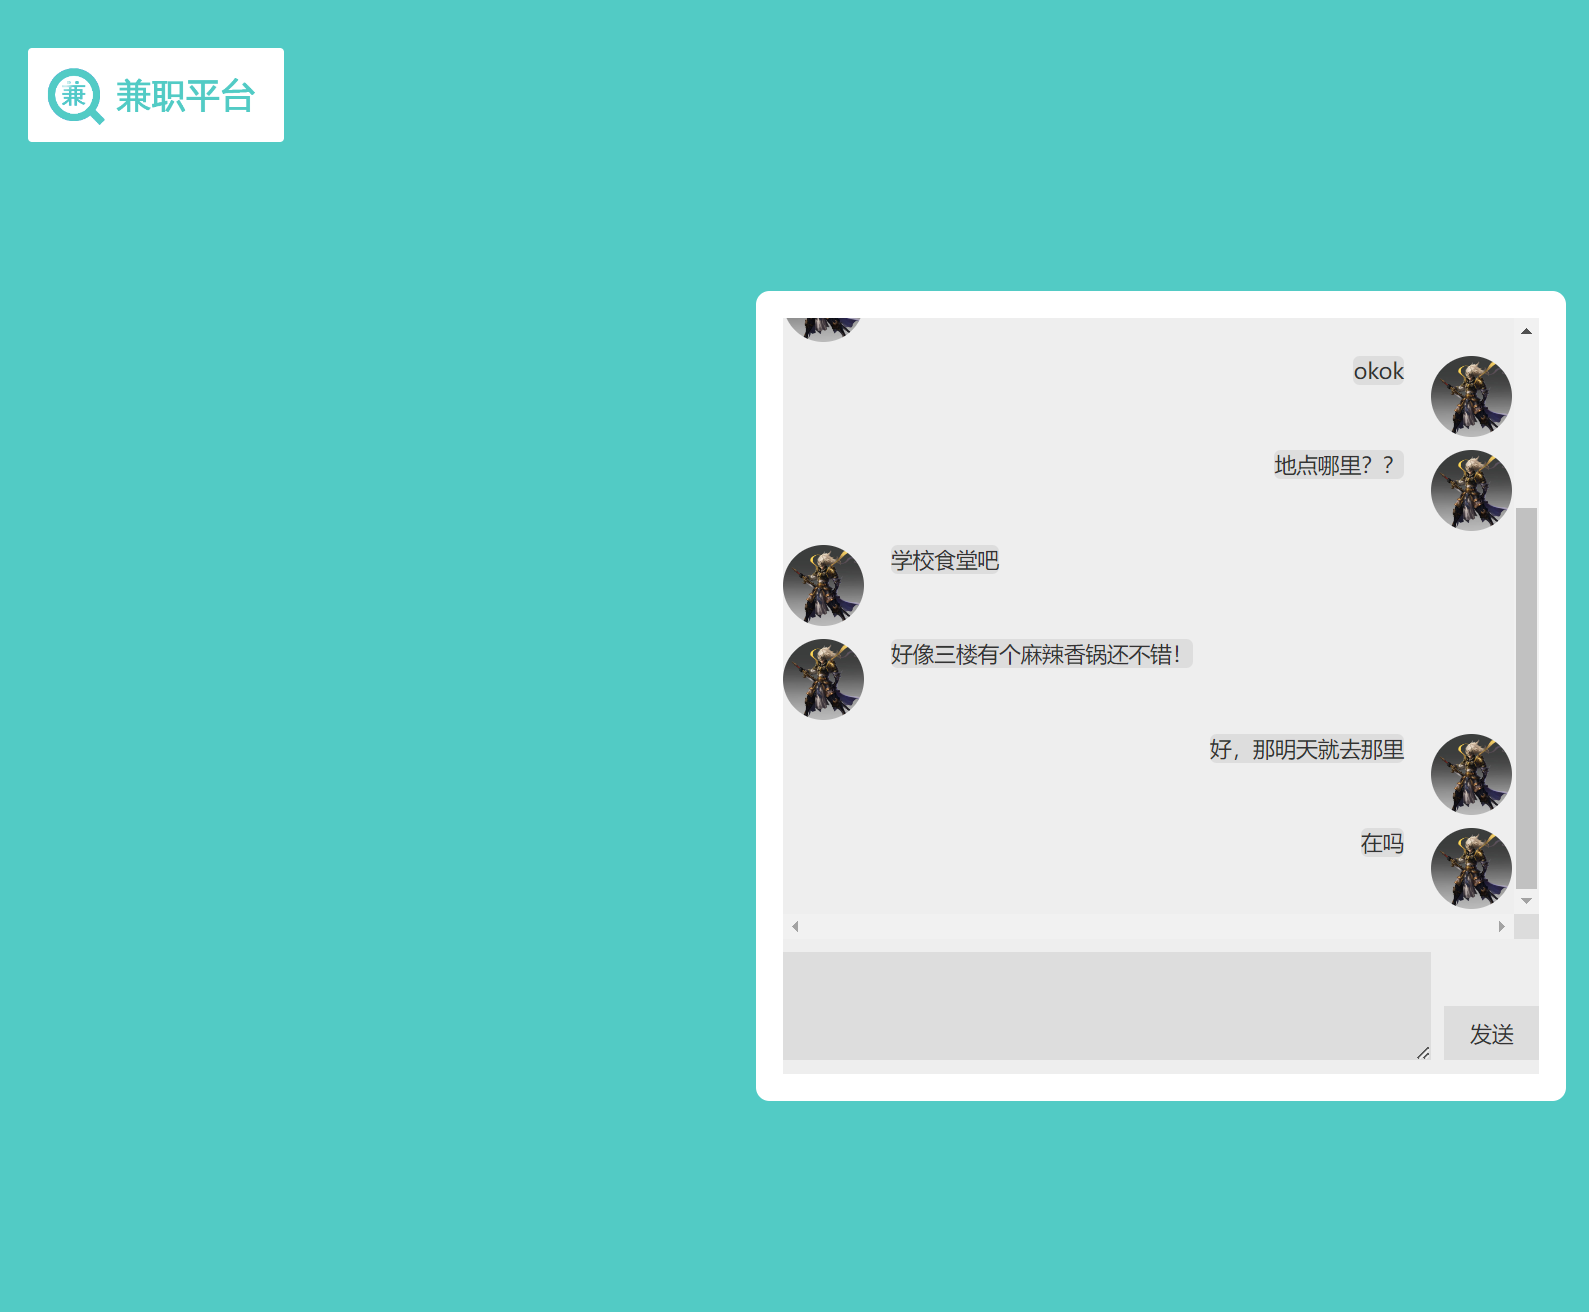 兼 兼职平台
okok
地点哪里？？
学校食堂吧
好像三楼有个麻辣香锅还不错！
好，那明天就去那里
在吗
发送